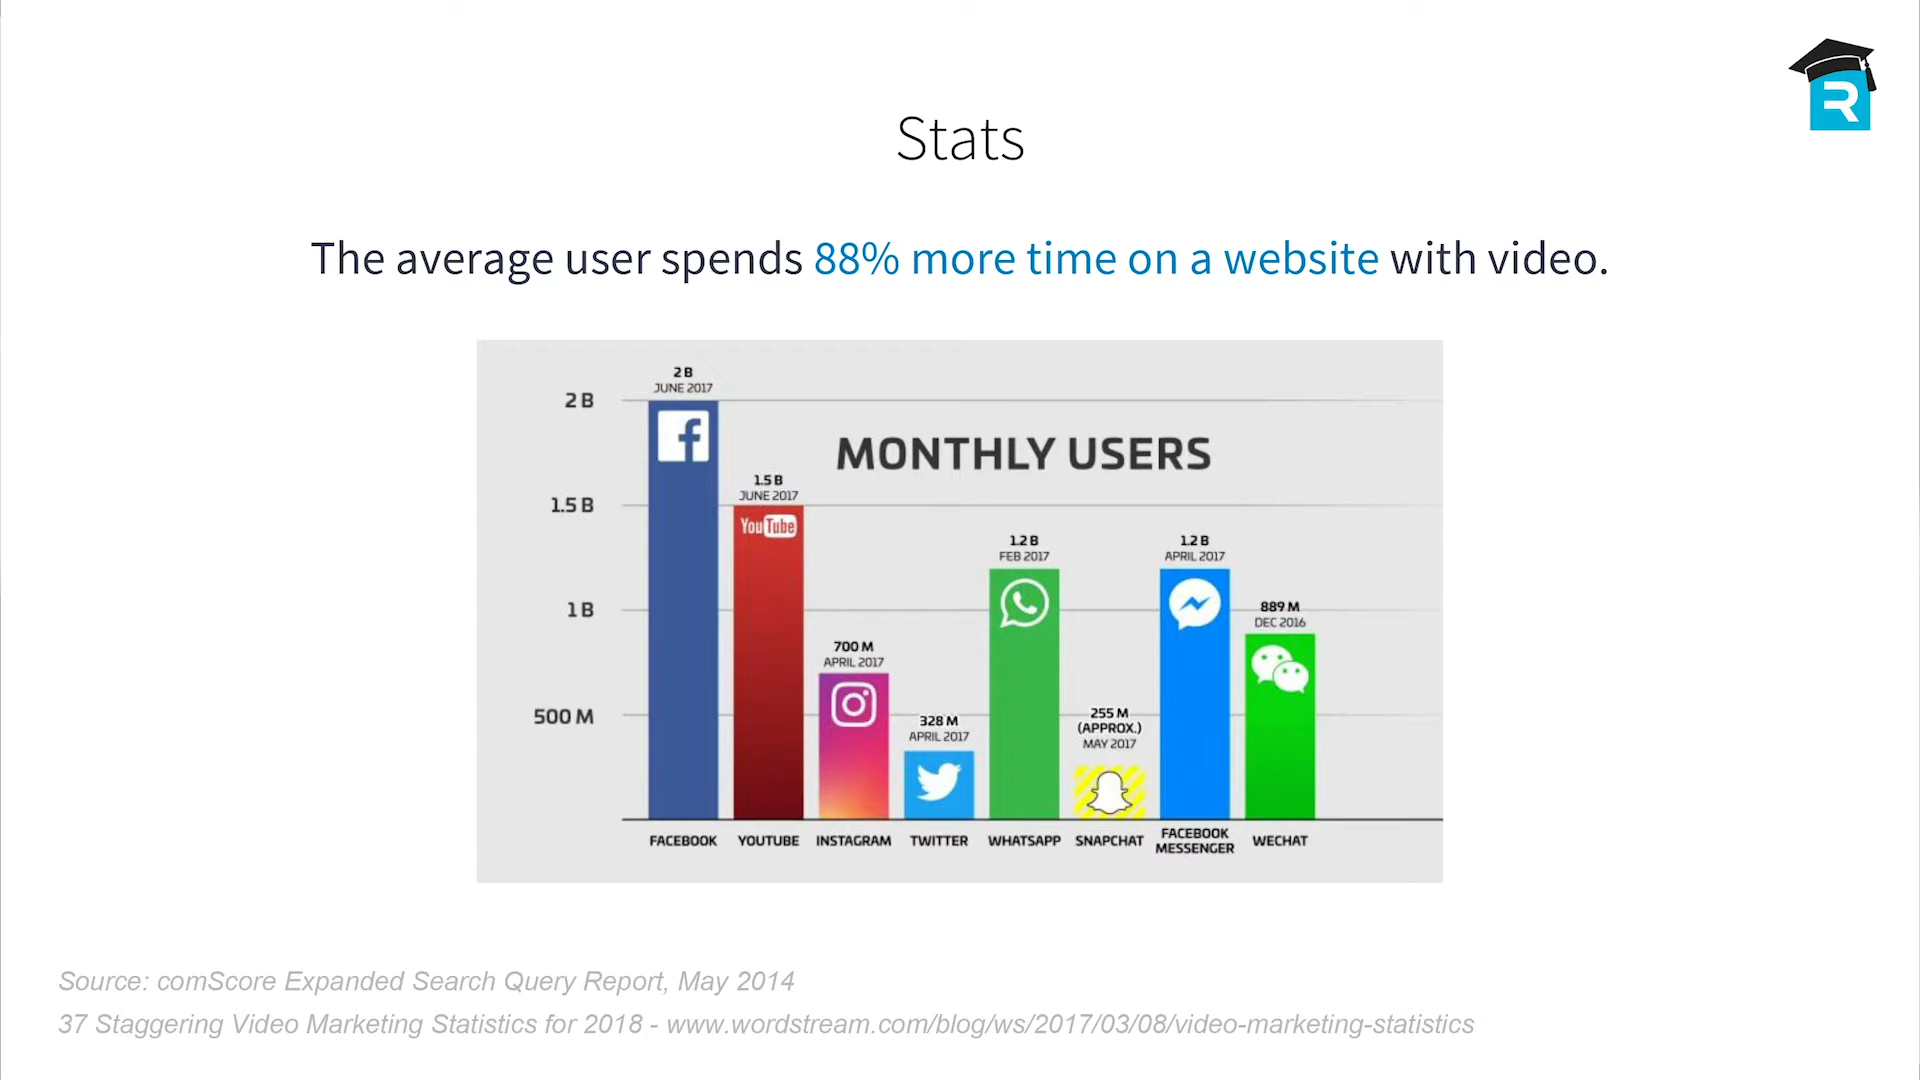 R
Stats
The average user spends 88% more time on a website with video.
MONTHLY USERS
2 B
1.5 B
1 B
500 M
2 B
JUNE 2017
1.5 B
JUNE 2017
YouTube
700 M
APRIL 2017
328 M
APRIL 2017
1.2 B
FEB 2017
255 M
(APPROX.)
MAY 2017
1.2 B
APRIL 2017
889 M
DEC 2016
FACEBOOK
YOUTUBE
INSTAGRAM
TWITTER
WHATSAPP
SNAPCHAT
FACEBOOK
MESSENGER
WECHAT
Source: comScore Expanded Search Query Report, May 2014
37 Staggering Video Marketing Statistics for 2018 - www.wordstream.com/blog/ws/2017/03/08/video-marketing-statistics